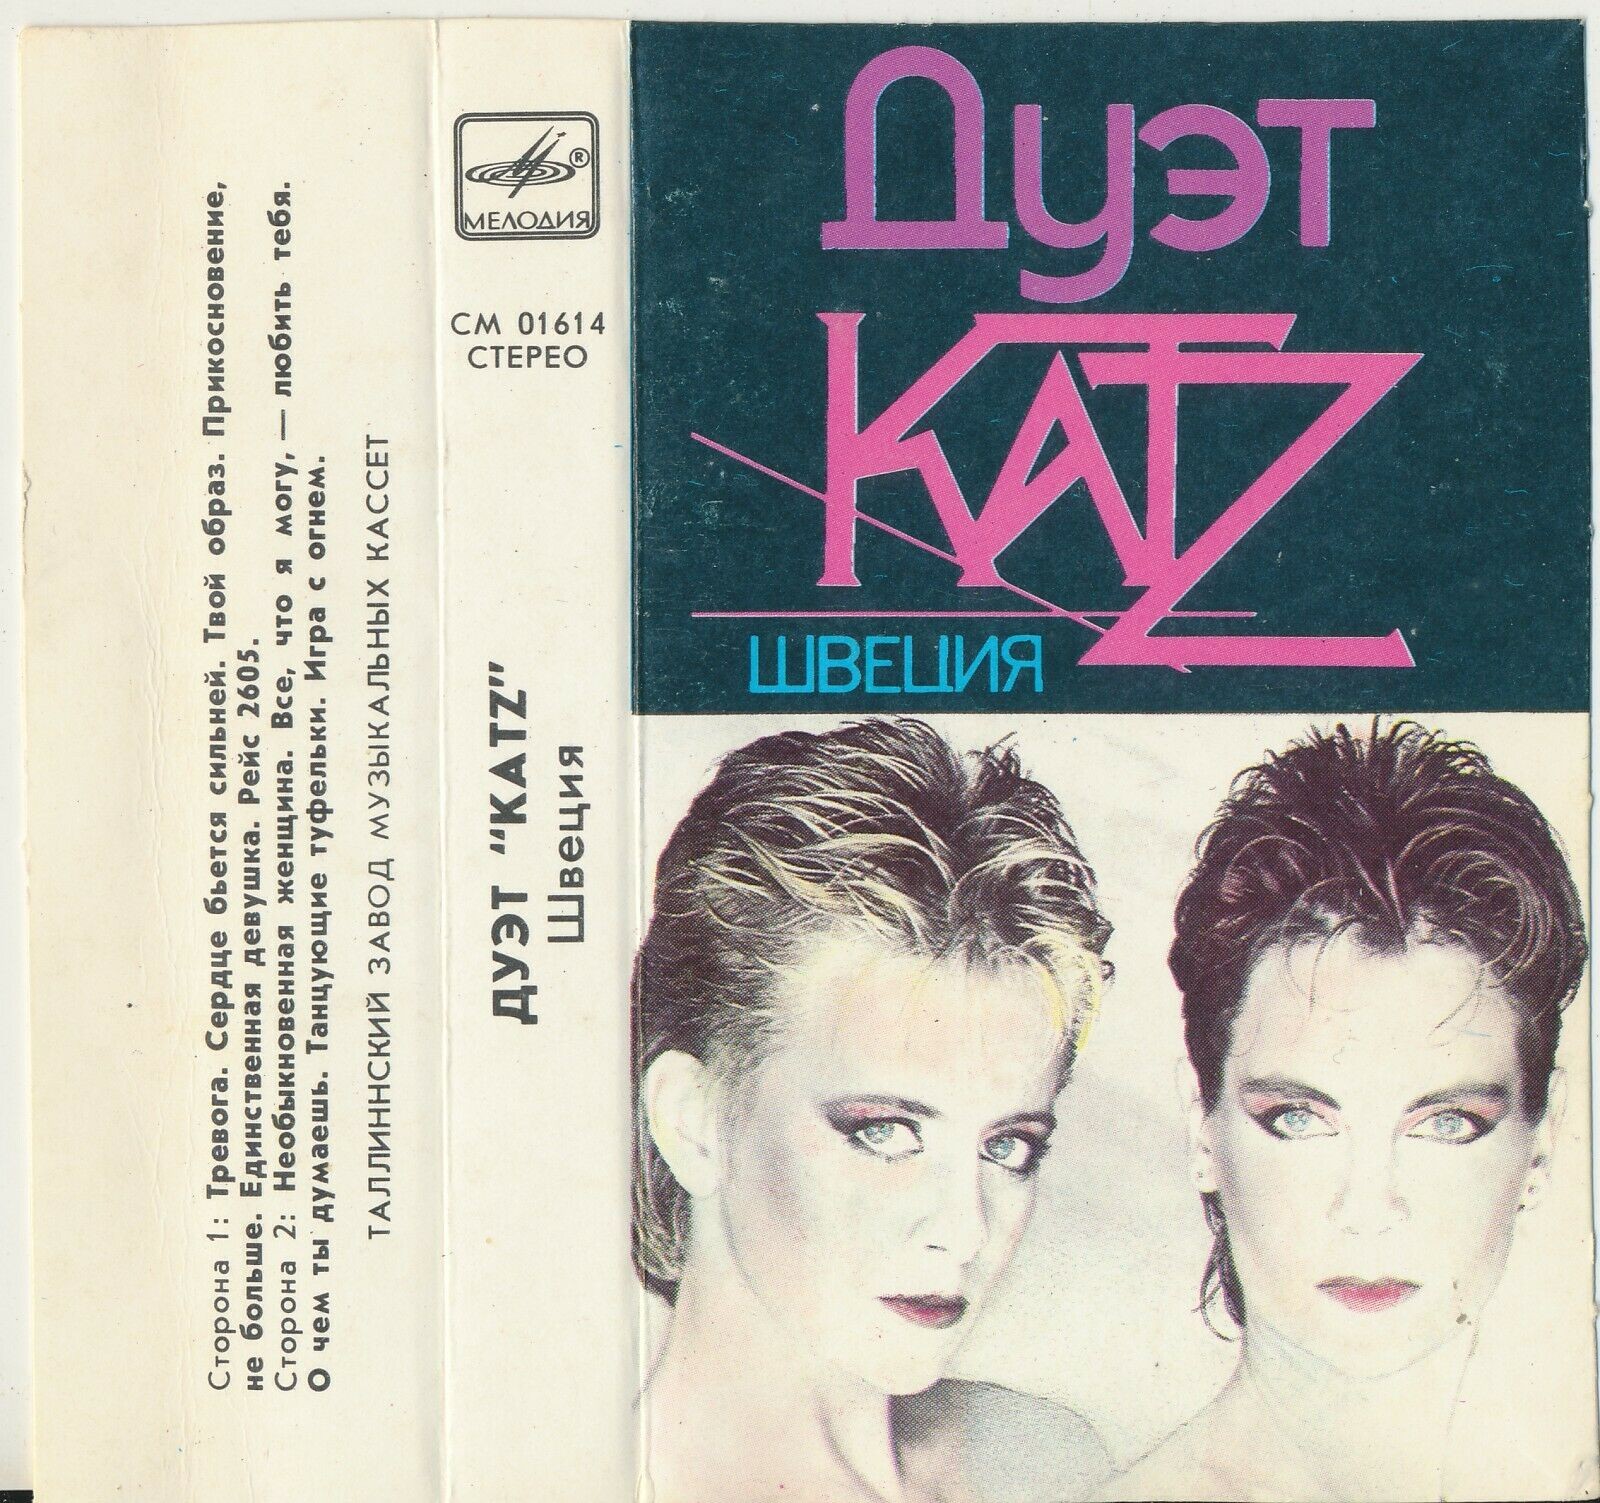 Сторона 1: Тревога. Сердце бьется сильней. Твой образ. Прикосновение,
не больше. Единственная девушка. Рейс 2605.
Сторона 2: Необыкновенная женщина. Все, что я могу, — любить тебя.
О чем ты думаешь. Танцующие туфельки. Игра с огнем.
ТАЛЛИННСКИЙ ЗАВОД МУЗЫКАЛЬНЫХ КАССЕТ
®
МЕЛОДИЯ
СМ 01614
СТЕРЕО
ДУЭТ "KATZ"
Швеция
Дуэт
KATZ
ШВЕЦИЯ